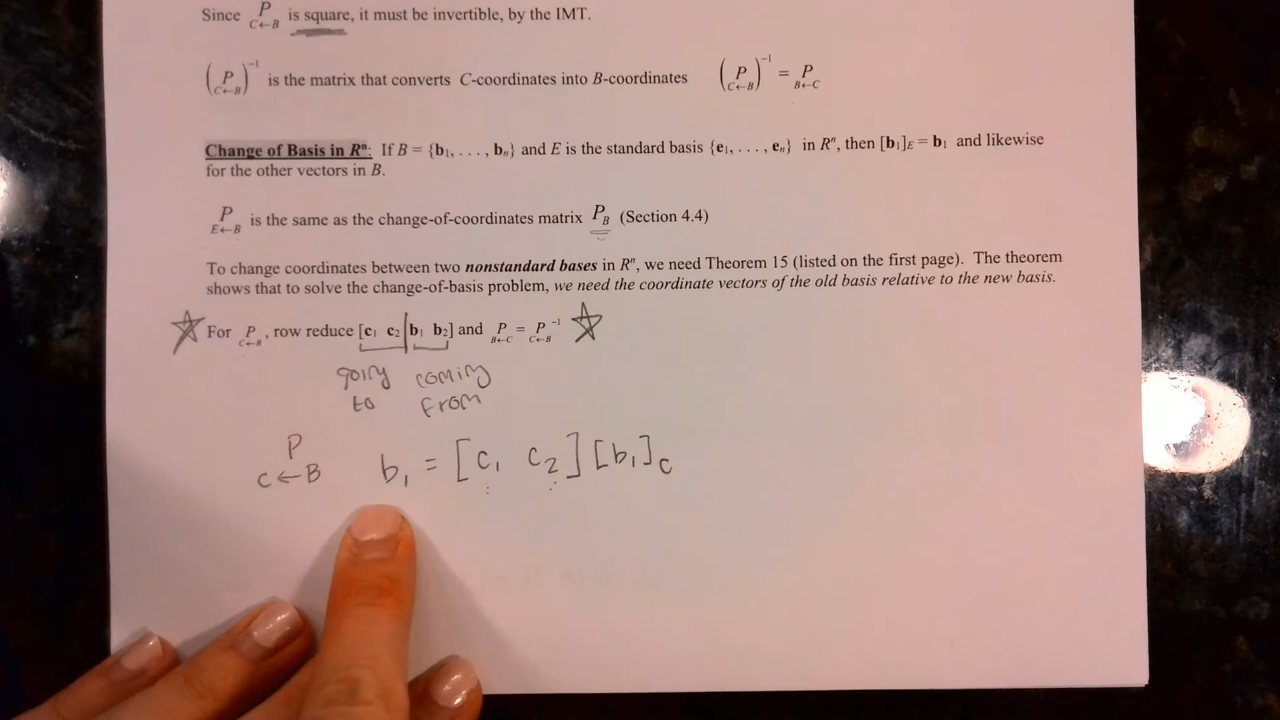 Since P C←B is square, it must be invertible, by the IMT.
(P C←B)⁻¹ is the matrix that converts C-coordinates into B-coordinates (P C←B)⁻¹ = P B←C
Change of Basis in Rⁿ: If B = {b₁, . . . , bₙ} and E is the standard basis {e₁, . . . , eₙ} in Rⁿ, then [b₁]E = b₁ and likewise
for the other vectors in B.
P E←B is the same as the change-of-coordinates matrix P_B (Section 4.4)
To change coordinates between two nonstandard bases in Rⁿ, we need Theorem 15 (listed on the first page). The theorem
shows that to solve the change-of-basis problem, we need the coordinate vectors of the old basis relative to the new basis.
For P C←B, row reduce [c₁ c₂ | b₁ b₂] and P B←C = P C←B ⁻¹
going coming
to from
P C←B b₁ = [c₁ c₂][b₁]c